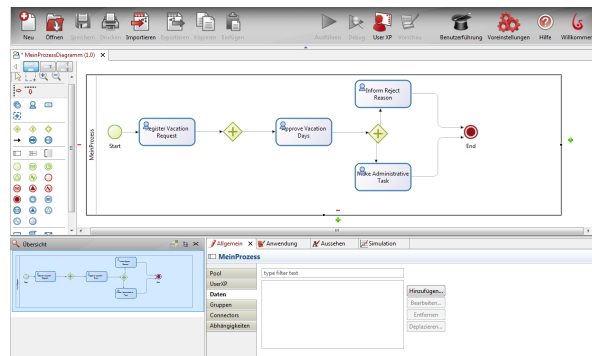 Neu Öffnen Speichern Drucken Importieren Exportieren Kopieren Einfügen Ausführen Debug User XP Vorschau Benutzerführung Voreinstellungen Hilfe Willkommen
* MeinProzessDiagramm (1.0)
MeinProzess
Start
Register Vacation
Request
Approve Vacation
Days
Inform Reject
Reason
Make Administrative
Task
End
Übersicht
Allgemein Anwendung Aussehen Simulation
MeinProzess
Pool
type filter text
UserXP
Daten
Gruppen
Connectors
Abhängigkeiten
Hinzufügen...
Bearbeiten...
Entfernen
Deplazieren...